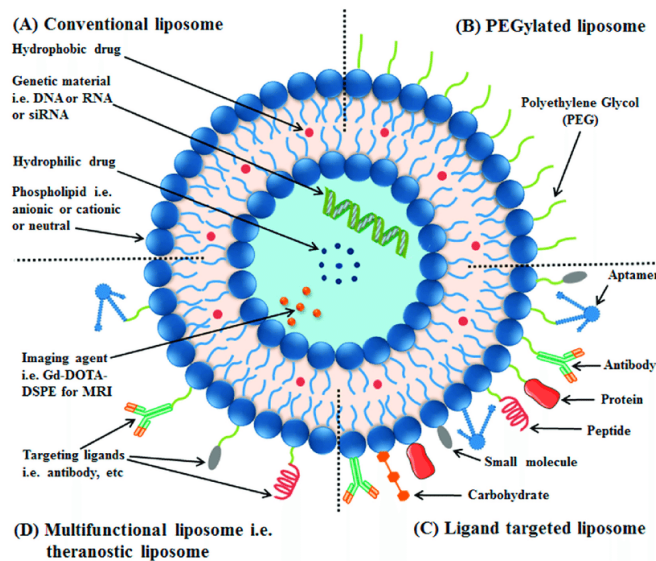 (A) Conventional liposome
(B) PEGylated liposome
Hydrophobic drug
Genetic material
i.e. DNA or RNA
or siRNA
Hydrophilic drug
Phospholipid i.e.
anionic or cationic
or neutral
Polyethylene Glycol
(PEG)
Aptamer
Antibody
Protein
Peptide
Small molecule
Carbohydrate
Imaging agent
i.e. Gd-DOTA-
DSPE for MRI
Targeting ligands
i.e. antibody, etc
(D) Multifunctional liposome i.e.
theranostic liposome
(C) Ligand targeted liposome